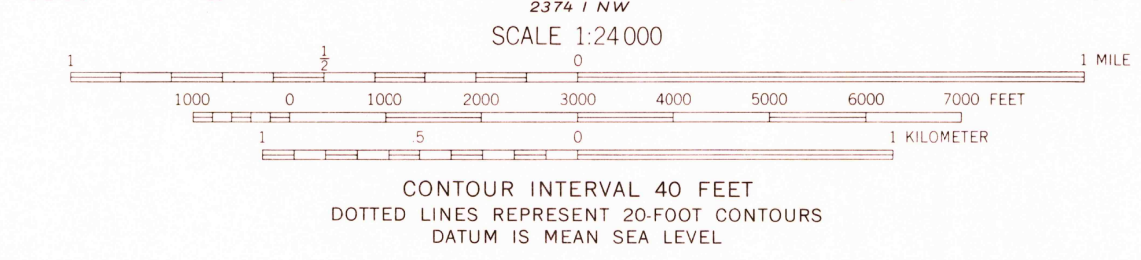 2374 I NW
SCALE 1:24 000
1 1/2 0 1 MILE
1000 0 1000 2000 3000 4000 5000 6000 7000 FEET
1 .5 0 1 KILOMETER
CONTOUR INTERVAL 40 FEET
DOTTED LINES REPRESENT 20-FOOT CONTOURS
DATUM IS MEAN SEA LEVEL